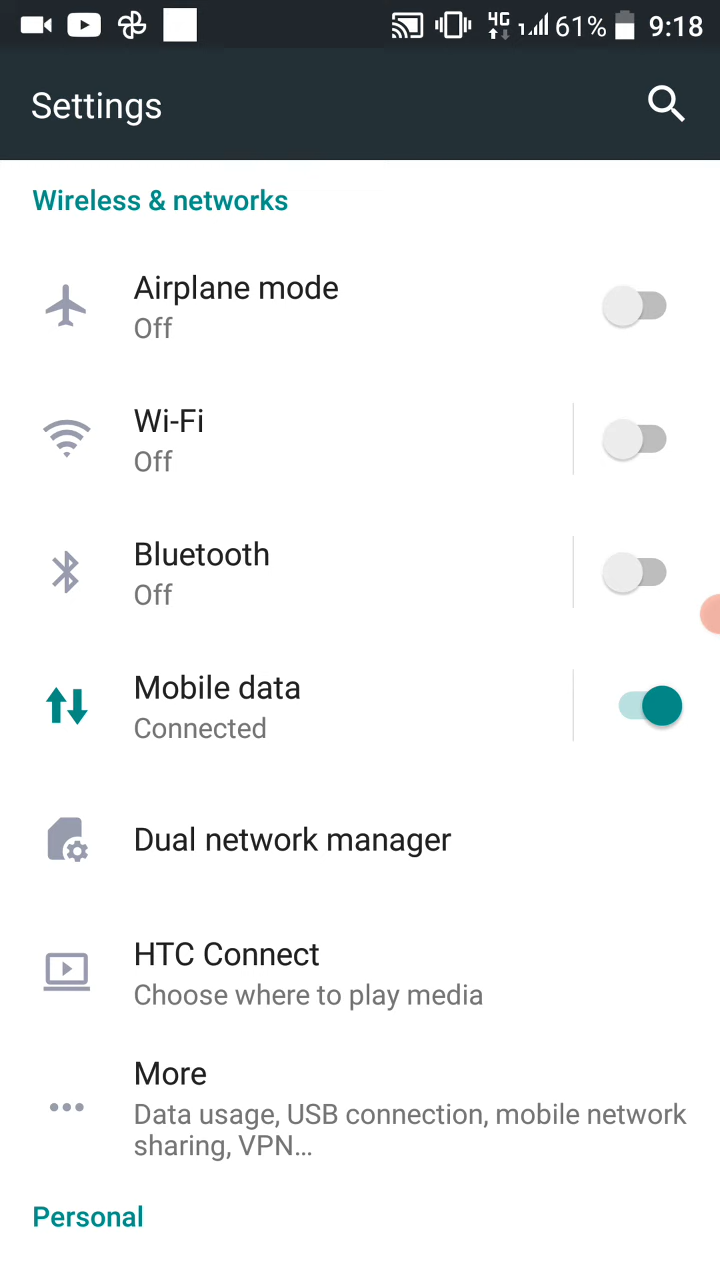 4G 61% 9:18
Settings
Wireless & networks
Airplane mode
Off
Wi-Fi
Off
Bluetooth
Off
Mobile data
Connected
Dual network manager
HTC Connect
Choose where to play media
More
Data usage, USB connection, mobile network
sharing, VPN...
Personal